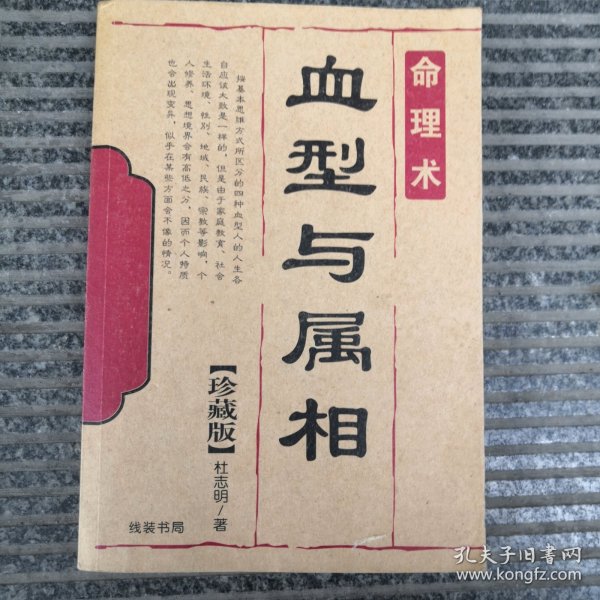 命理术
血型与属相
按基本思维方式所区分的四种血型人的人生各
自应该大致是一样的，但是由于家庭教育、社会
生活环境、性别、地域、民族、宗教等影响，个
人修养、思想境界会有高低之分，因而个人特质
也会出现变异，似乎在某些方面会不像的情况。
【珍藏版】
杜志明/著
线装书局
孔夫子旧书网
www.kongfz.com